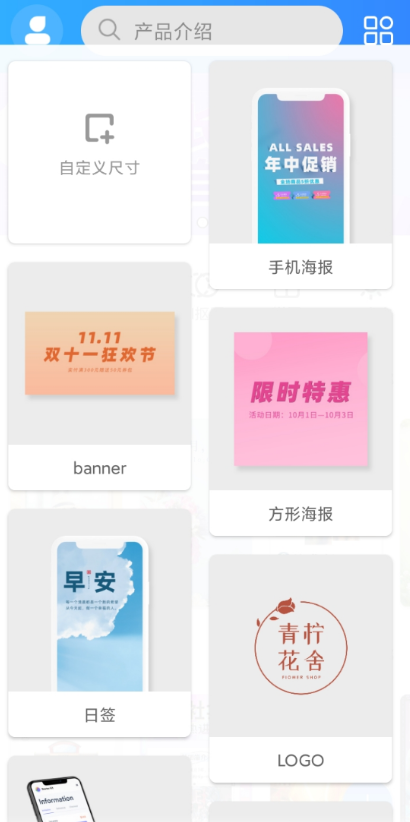 产品介绍
自定义尺寸
ALL SALES
年中促销
手机海报
11.11
双十一狂欢节
banner
限时特惠
活动日期：10月1日—10月3日
方形海报
早安
日签
青柠
花舍
FLOWER SHOP
LOGO
Information